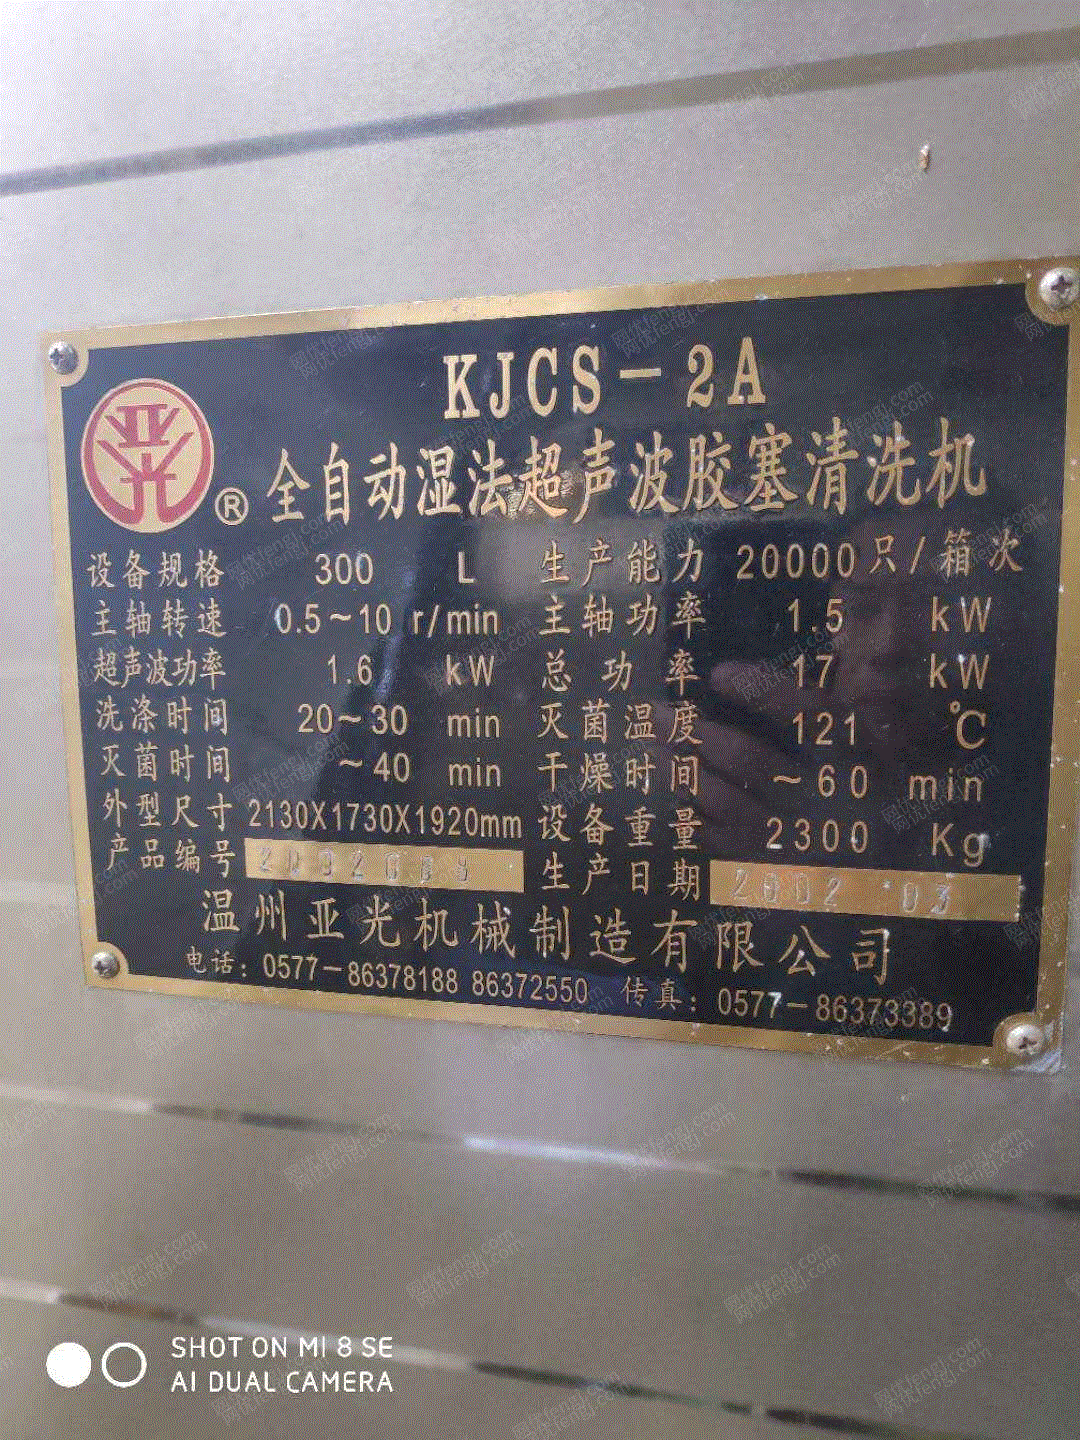 KJCS-2A
亚光
® 全自动湿法超声波胶塞清洗机
设备规格 300 L 生产能力 20000只/箱次
主轴转速 0.5~10 r/min 主轴功率 1.5 kW
超声波功率 1.6 kW 总功率 17 kW
洗涤时间 20~30 min 灭菌温度 121 ℃
灭菌时间 ~40 min 干燥时间 ~60 min
外型尺寸 2130X1730X1920mm 设备重量 2300 Kg
产品编号 生产日期 2002 03
温州亚光机械制造有限公司
电话: 0577-86378188 86372550 传真: 0577-86373389
SHOT ON MI 8 SE
AI DUAL CAMERA